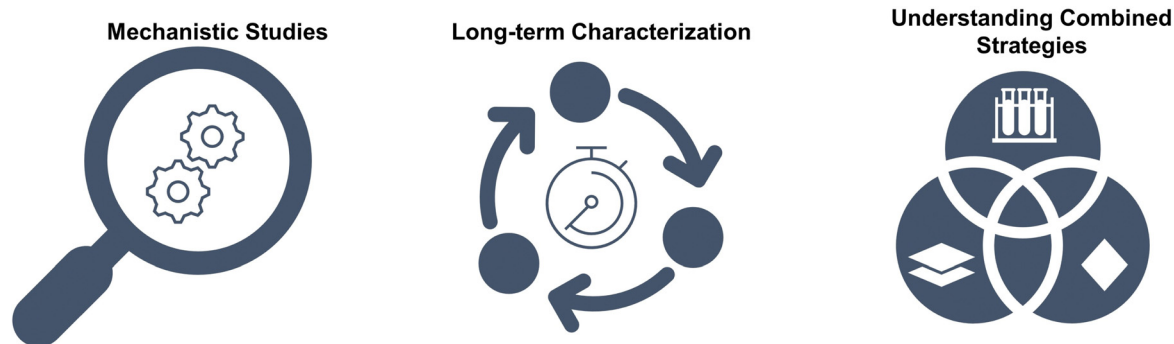 Mechanistic Studies
Long-term Characterization
Understanding Combined
Strategies